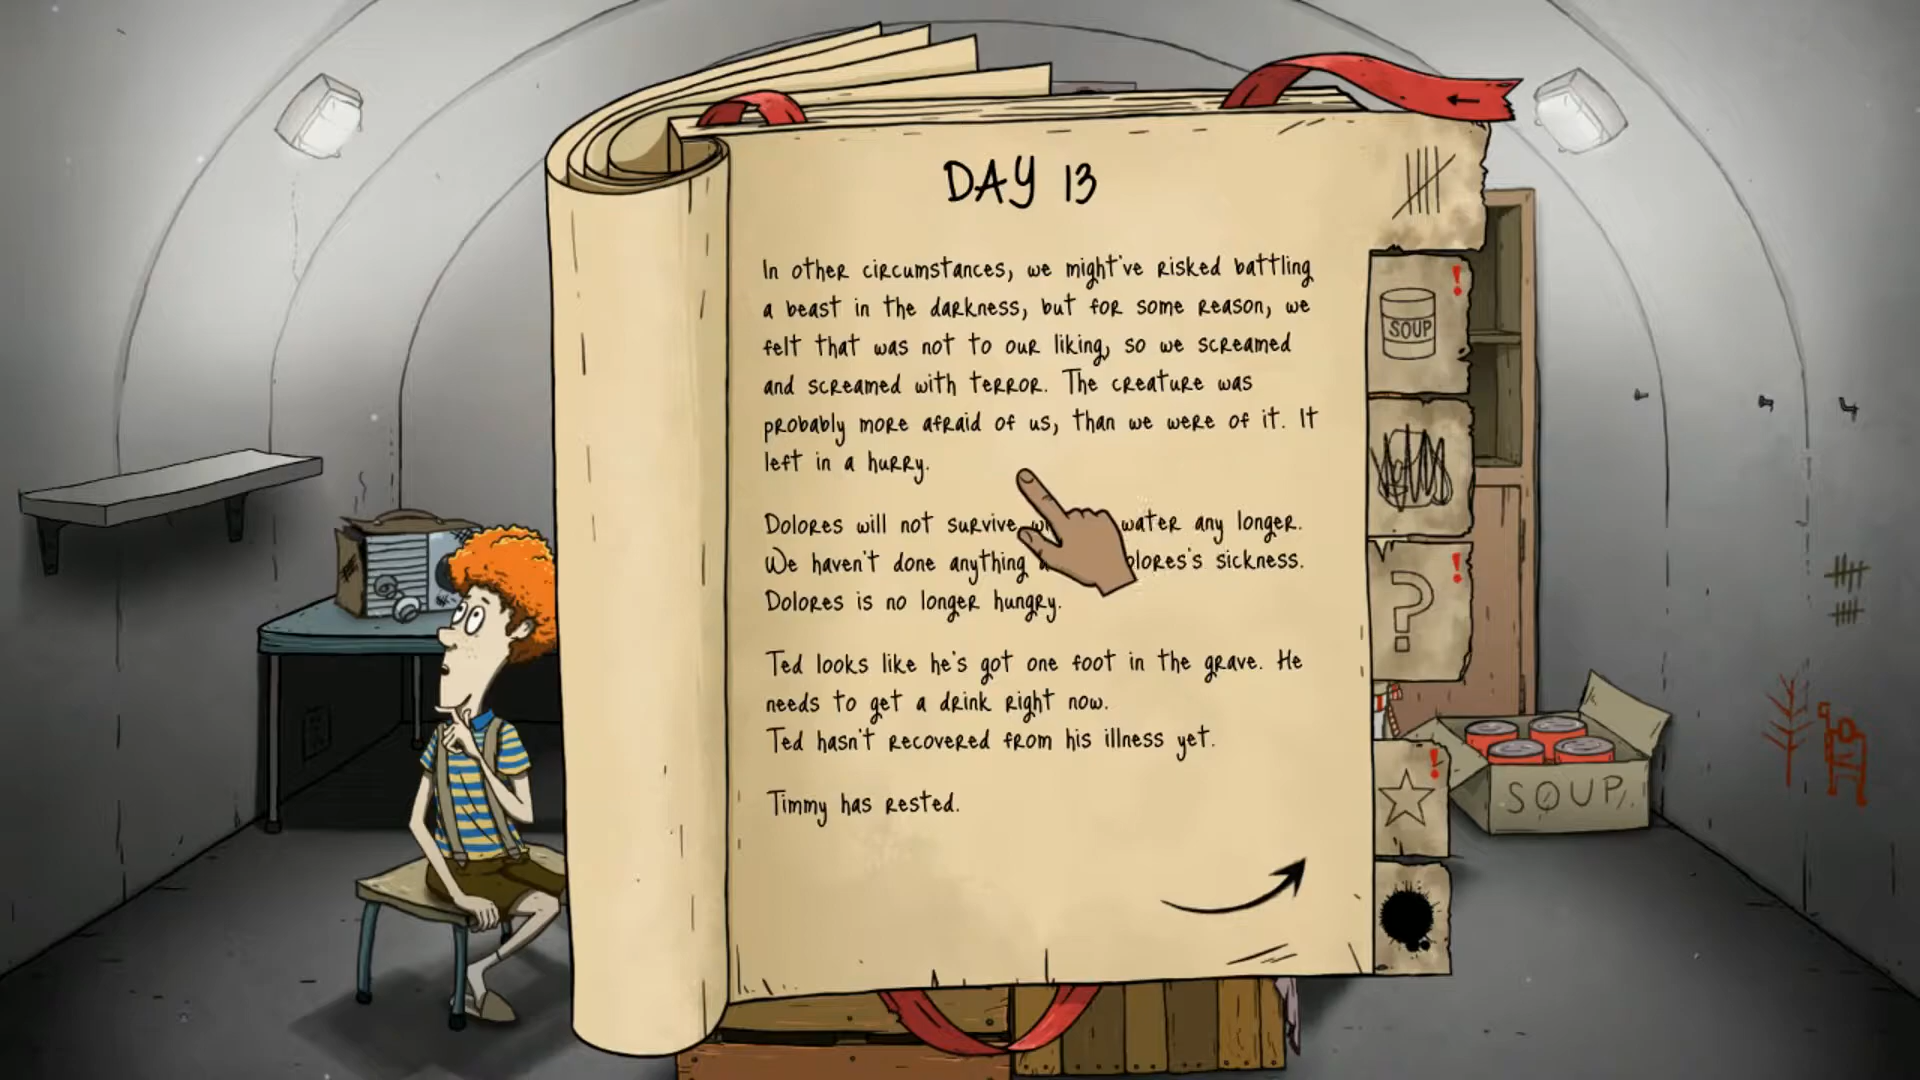 DAY 13
In other circumstances, we might've risked battling
a beast in the darkness, but for some reason, we
felt that was not to our liking, so we screamed
and screamed with terror. The creature was
probably more afraid of us, than we were of it. It
left in a hurry.
Dolores will not survive water any longer.
We haven't done anything sickness.
Dolores is no longer hungry.
Ted looks like he's got one foot in the grave. He
needs to get a drink right now.
Ted hasn't recovered from his illness yet.
Timmy has rested.
SOUP
!
?
!
!
SOUP